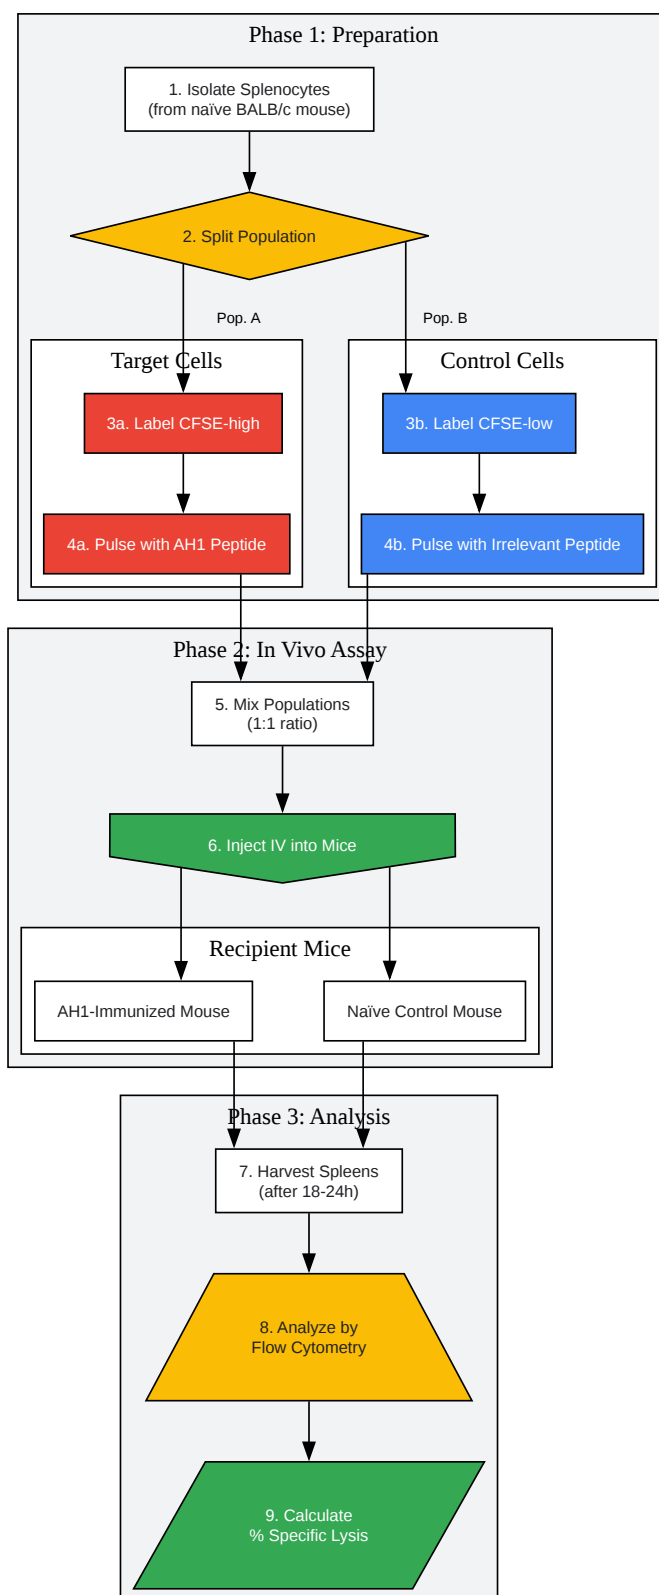 Phase 1: Preparation
1. Isolate Splenocytes
(from naïve BALB/c mouse)
2. Split Population
Pop. A
Pop. B
Target Cells
Control Cells
3a. Label CFSE-high
3b. Label CFSE-low
4a. Pulse with AH1 Peptide
4b. Pulse with Irrelevant Peptide
Phase 2: In Vivo Assay
5. Mix Populations
(1:1 ratio)
6. Inject IV into Mice
Recipient Mice
AH1-Immunized Mouse
Naïve Control Mouse
Phase 3: Analysis
7. Harvest Spleens
(after 18-24h)
8. Analyze by
Flow Cytometry
9. Calculate
% Specific Lysis